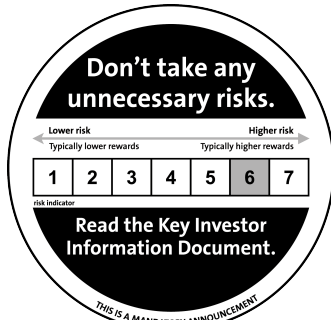 Don't take any
unnecessary risks.
Lower risk Higher risk
Typically lower rewards Typically higher rewards
1 2 3 4 5 6 7
risk indicator
Read the Key Investor
Information Document.
THIS IS A MANDATORY ANNOUNCEMENT